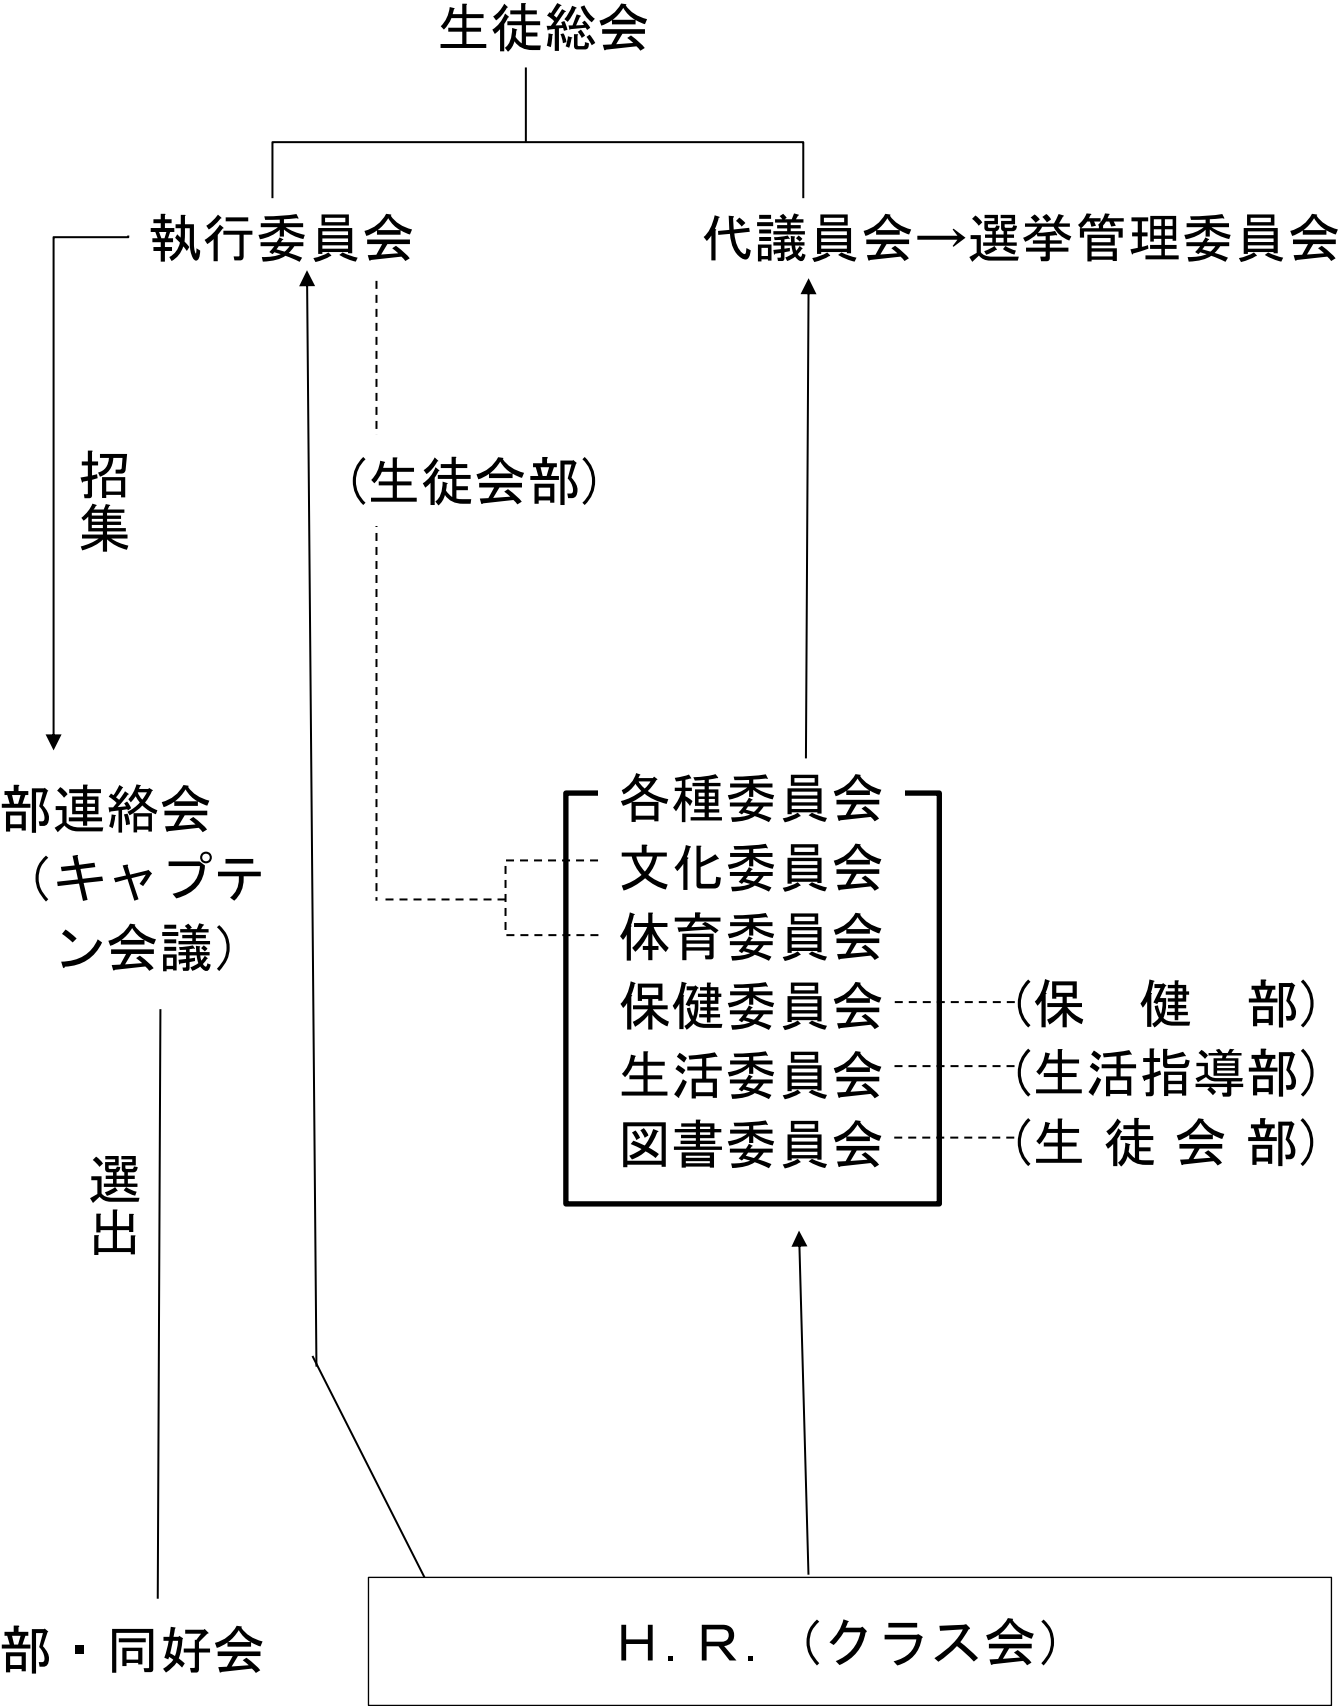 生徒総会
執行委員会
代議員会→選挙管理委員会
招集
（生徒会部）
部連絡会
（キャプテ
ン会議）
各種委員会
文化委員会
体育委員会
保健委員会
（保　健　部）
生活委員会
（生活指導部）
図書委員会
（生 徒 会 部）
選出
部・同好会
Ｈ．Ｒ．（クラス会）